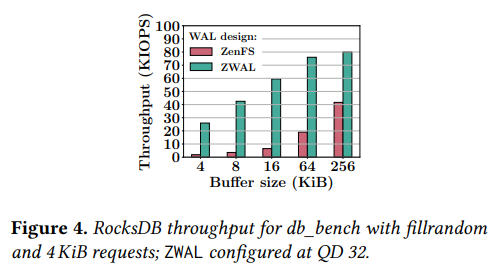 100
90
80
70
60
50
40
30
20
10
0
Throughput (KIOPS)
WAL design:
ZenFS
ZWAL
4 8 16 64 256
Buffer size (KiB)
Figure 4. RocksDB throughput for db_bench with fillrandom
and 4 KiB requests; ZWAL configured at QD 32.